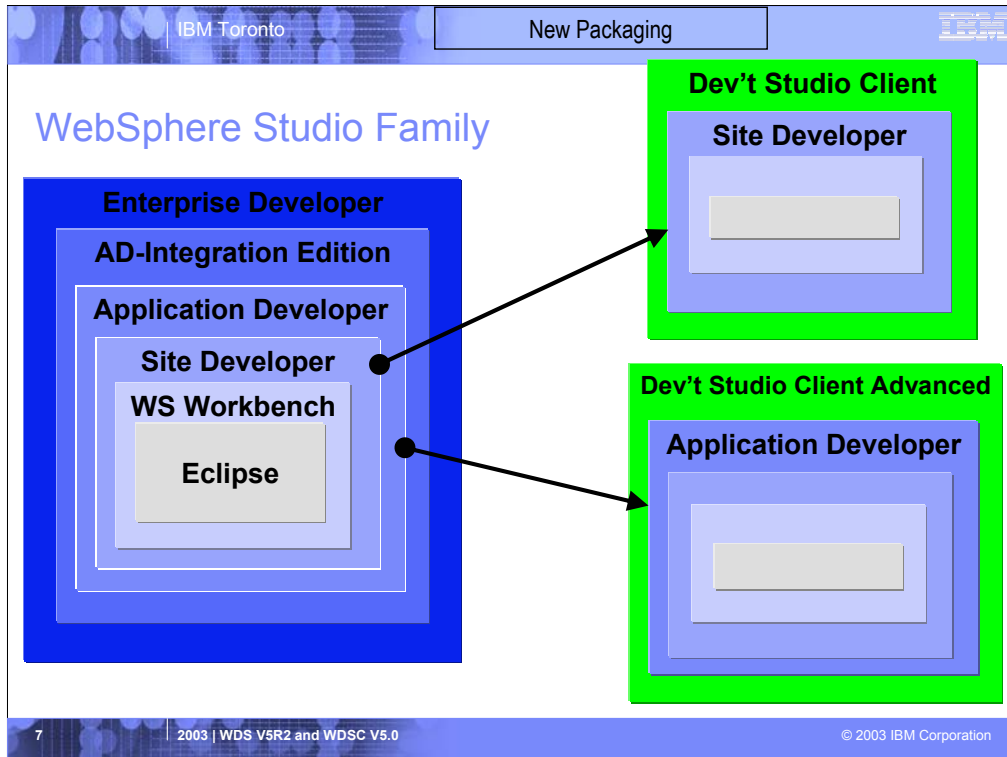 IBM Toronto
New Packaging
IBM
WebSphere Studio Family
Enterprise Developer
AD-Integration Edition
Application Developer
Site Developer
WS Workbench
Eclipse
Dev't Studio Client
Site Developer
Dev't Studio Client Advanced
Application Developer
7
2003 | WDS V5R2 and WDSC V5.0
© 2003 IBM Corporation